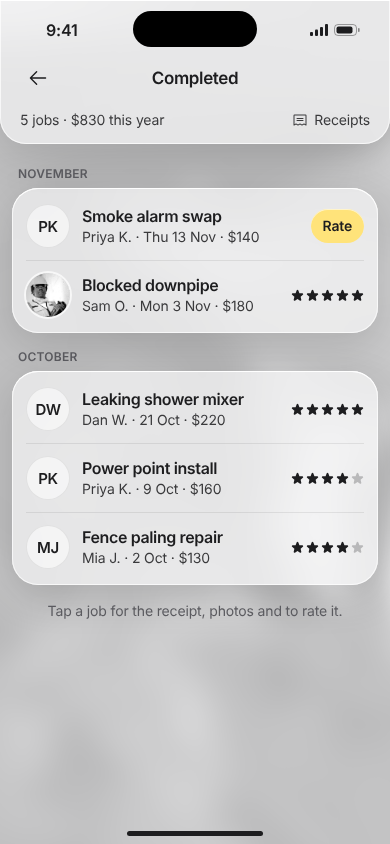 9:41
Completed
5 jobs · $830 this year
Receipts
NOVEMBER
PK
Smoke alarm swap
Priya K. · Thu 13 Nov · $140
Rate
Blocked downpipe
Sam O. · Mon 3 Nov · $180
OCTOBER
DW
Leaking shower mixer
Dan W. · 21 Oct · $220
PK
Power point install
Priya K. · 9 Oct · $160
MJ
Fence paling repair
Mia J. · 2 Oct · $130
Tap a job for the receipt, photos and to rate it.